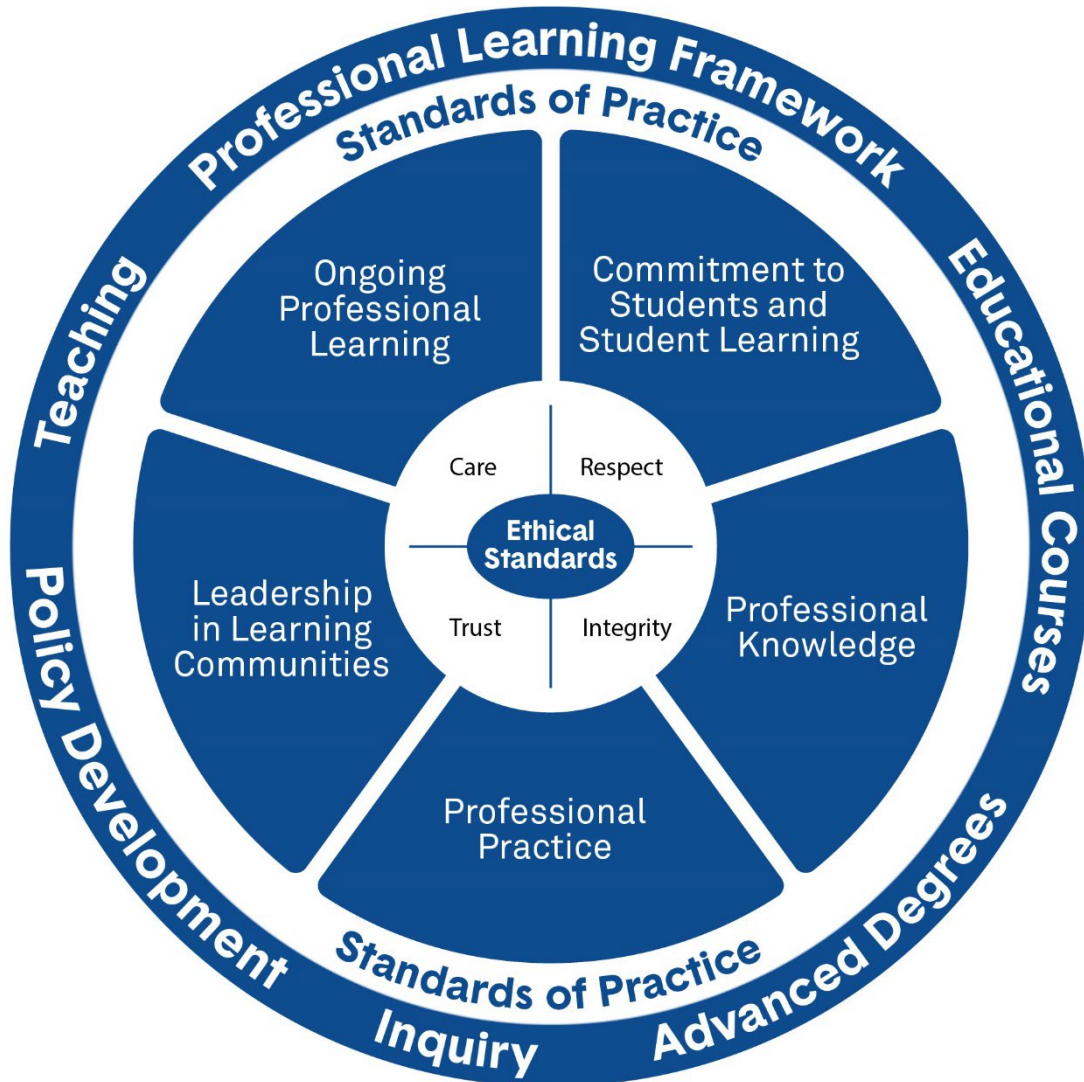 Professional Learning Framework
Educational Courses
Advanced Degrees
Inquiry
Policy Development
Teaching
Standards of Practice
Ongoing
Professional
Learning
Commitment to
Students and
Student Learning
Professional
Knowledge
Professional
Practice
Leadership
in Learning
Communities
Care
Respect
Ethical
Standards
Trust
Integrity
Standards of Practice